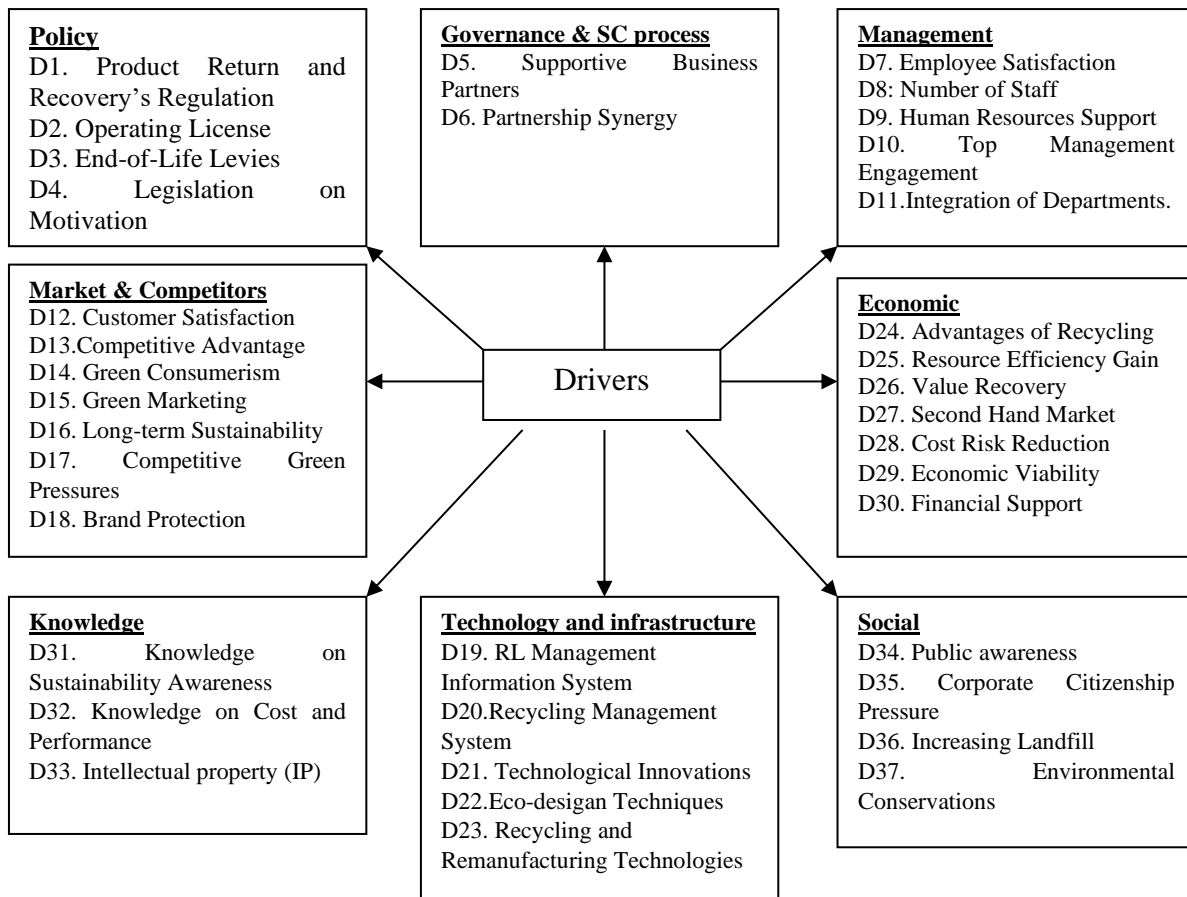 Policy
D1. Product Return and
Recovery's Regulation
D2. Operating License
D3. End-of-Life Levies
D4. Legislation on
Motivation
Governance & SC process
D5. Supportive Business
Partners
D6. Partnership Synergy
Management
D7. Employee Satisfaction
D8: Number of Staff
D9. Human Resources Support
D10. Top Management
Engagement
D11.Integration of Departments.
Market & Competitors
D12. Customer Satisfaction
D13.Competitive Advantage
D14. Green Consumerism
D15. Green Marketing
D16. Long-term Sustainability
D17. Competitive Green
Pressures
D18. Brand Protection
Drivers
Economic
D24. Advantages of Recycling
D25. Resource Efficiency Gain
D26. Value Recovery
D27. Second Hand Market
D28. Cost Risk Reduction
D29. Economic Viability
D30. Financial Support
Knowledge
D31. Knowledge on
Sustainability Awareness
D32. Knowledge on Cost and
Performance
D33. Intellectual property (IP)
Technology and infrastructure
D19. RL Management
Information System
D20.Recycling Management
System
D21. Technological Innovations
D22.Eco-desigan Techniques
D23. Recycling and
Remanufacturing Technologies
Social
D34. Public awareness
D35. Corporate Citizenship
Pressure
D36. Increasing Landfill
D37. Environmental
Conservations